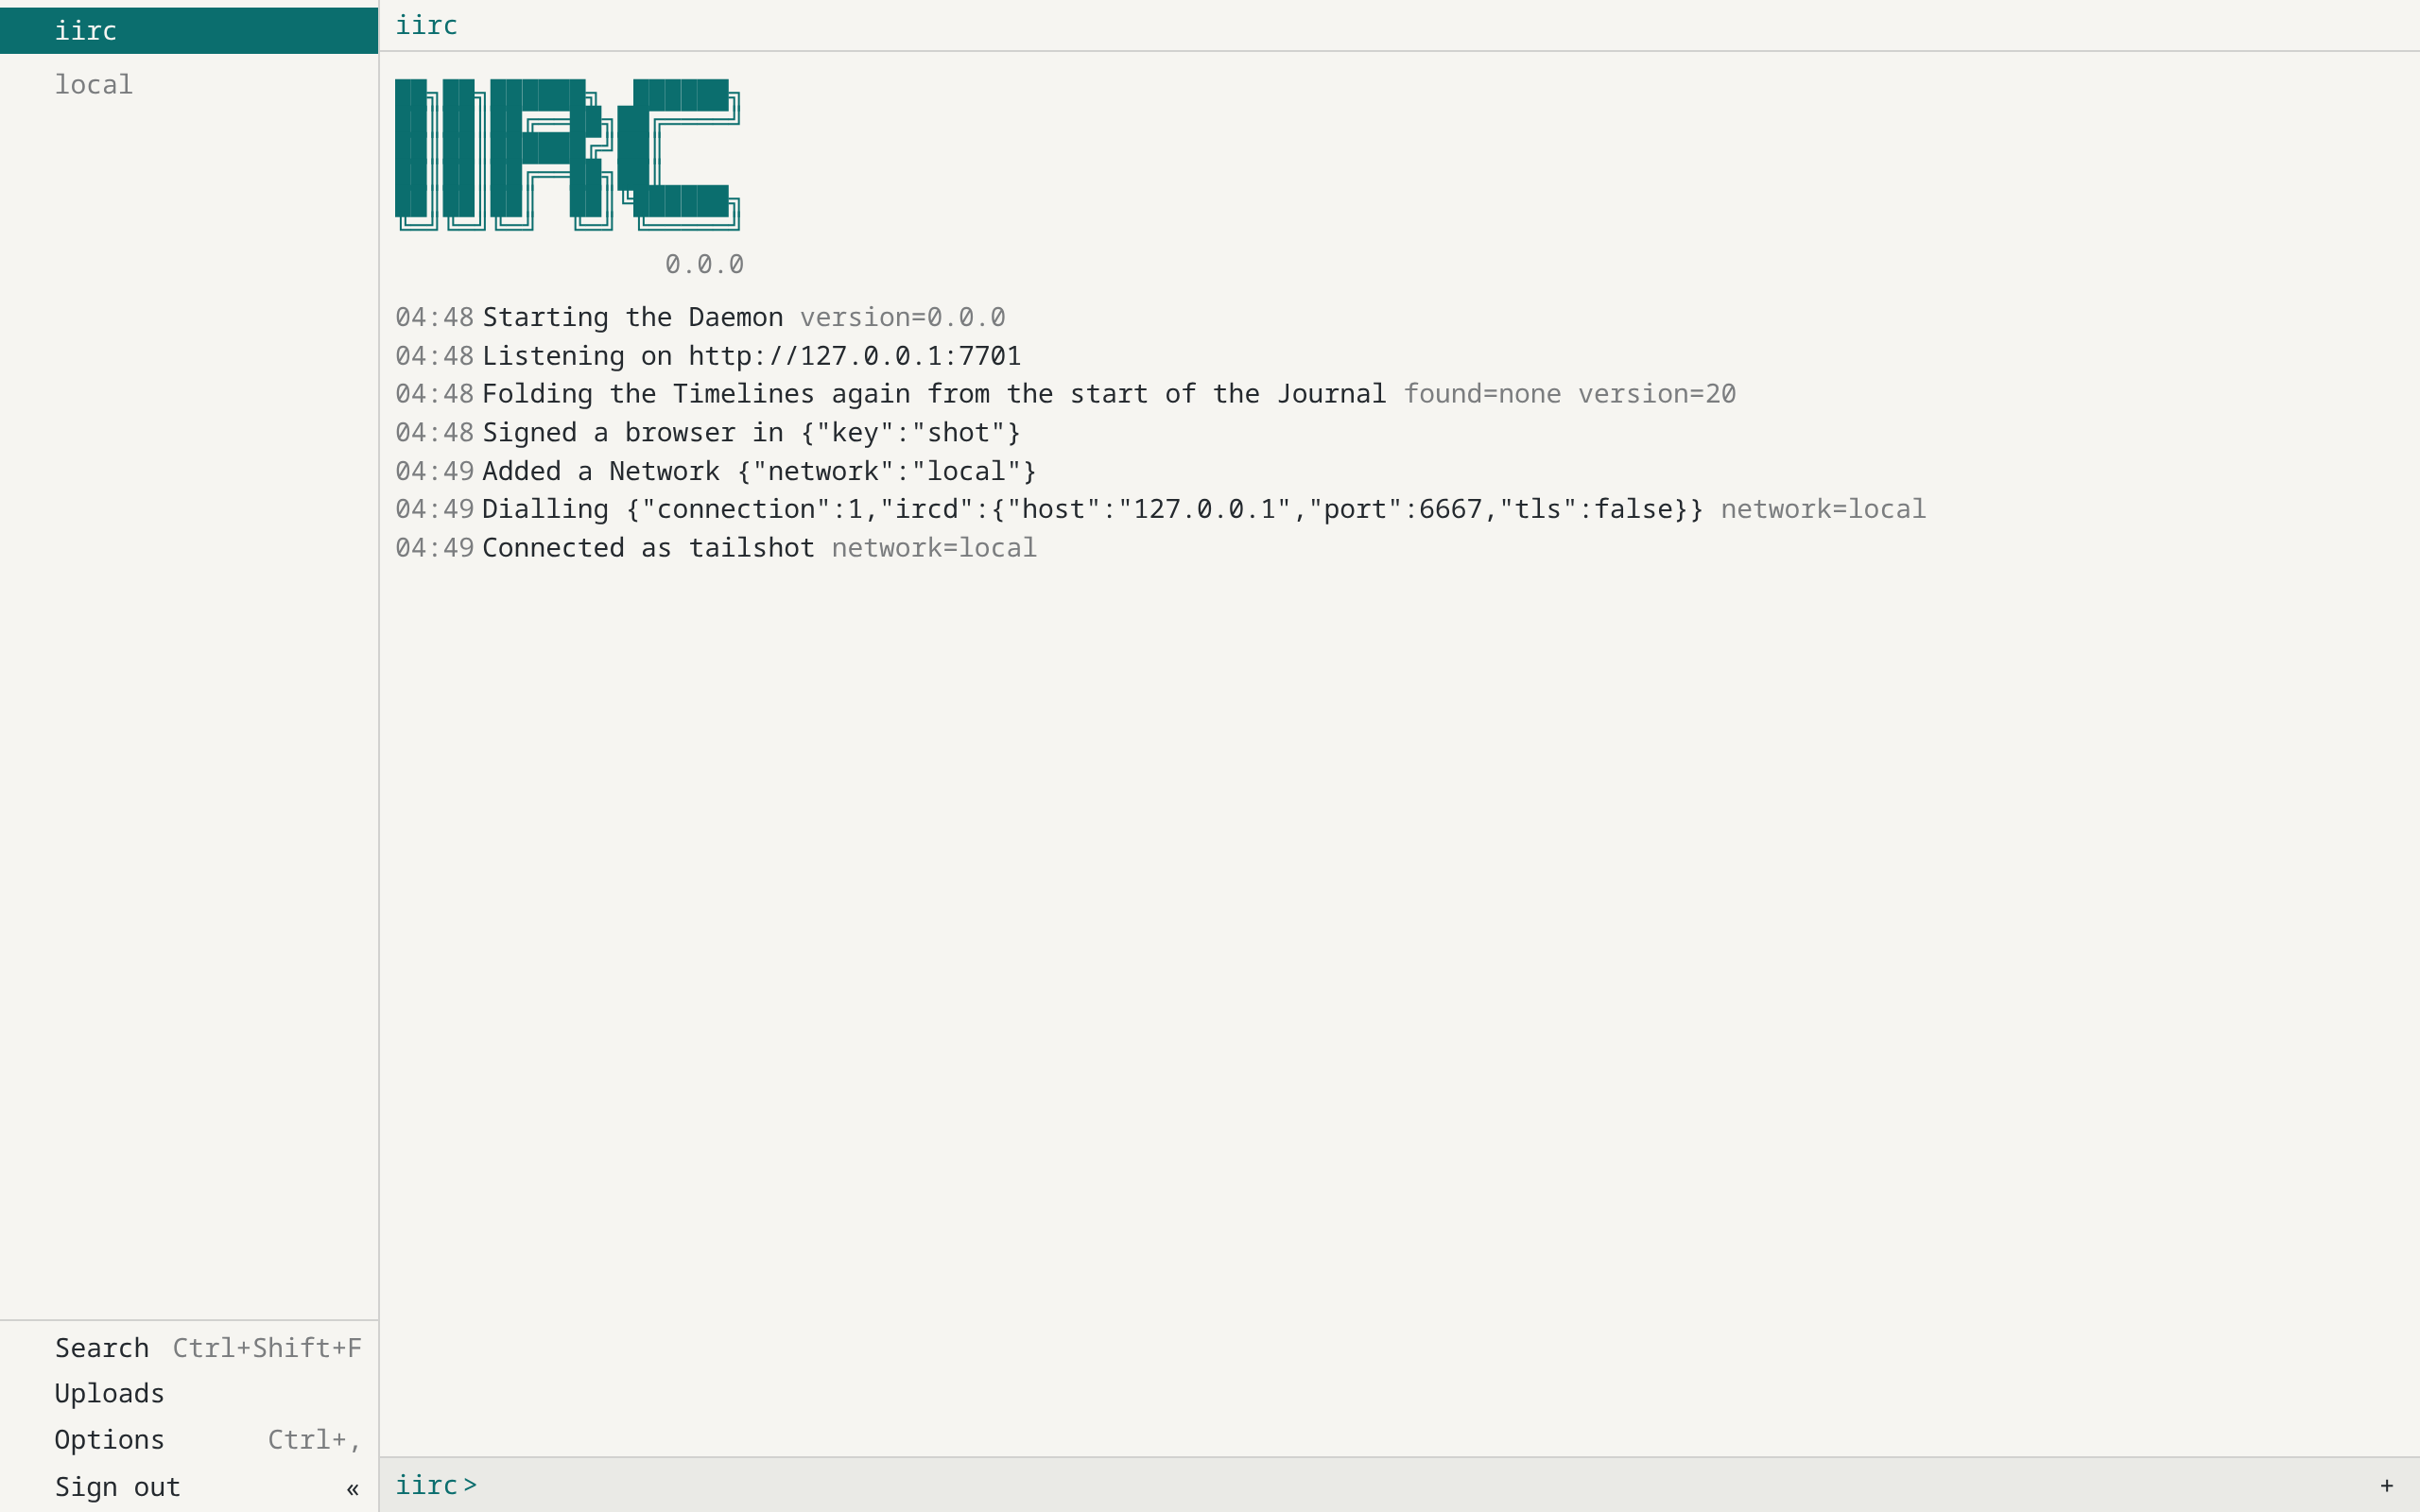 iirc
local
iirc
IIRC
0.0.0
04:48 Starting the Daemon version=0.0.0
04:48 Listening on http://127.0.0.1:7701
04:48 Folding the Timelines again from the start of the Journal found=none version=20
04:48 Signed a browser in {"key":"shot"}
04:49 Added a Network {"network":"local"}
04:49 Dialling {"connection":1,"ircd":{"host":"127.0.0.1","port":6667,"tls":false}} network=local
04:49 Connected as tailshot network=local
Search Ctrl+Shift+F
Uploads
Options Ctrl+,
Sign out «
iirc> +